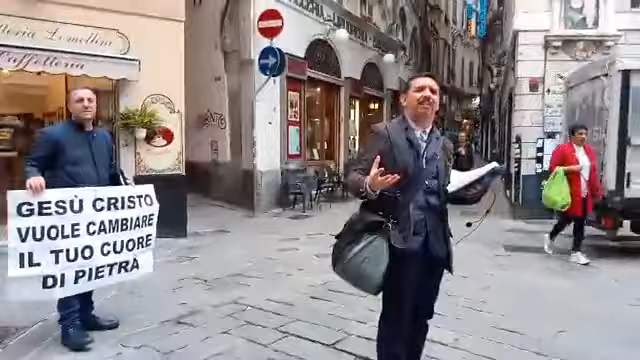 Caffetteria
GESÙ CRISTO
VUOLE CAMBIARE
IL TUO CUORE
DI PIETRA